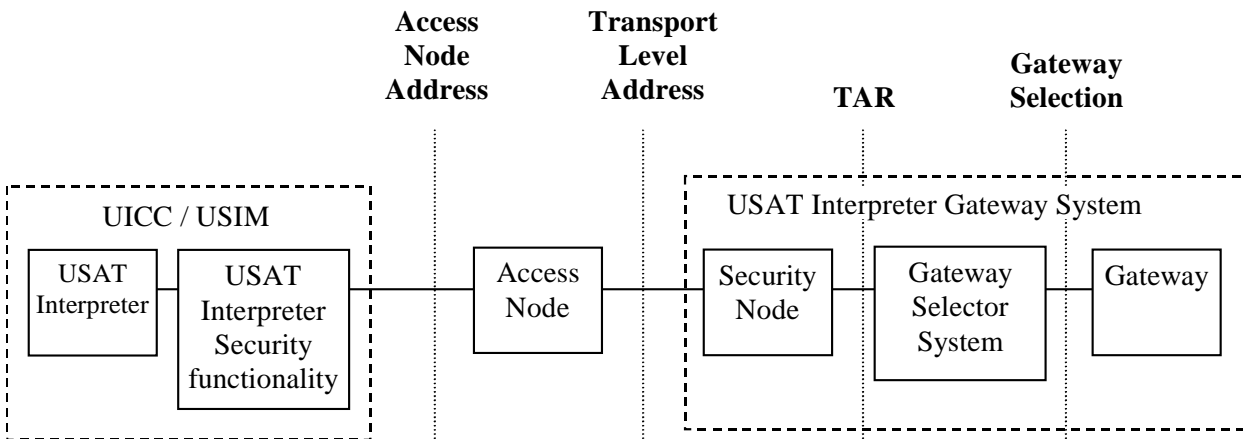 Access
Node
Address
Transport
Level
Address
TAR
Gateway
Selection
UICC / USIM
USAT Interpreter Gateway System
USAT
Interpreter
USAT
Interpreter
Security
functionality
Access
Node
Security
Node
Gateway
Selector
System
Gateway